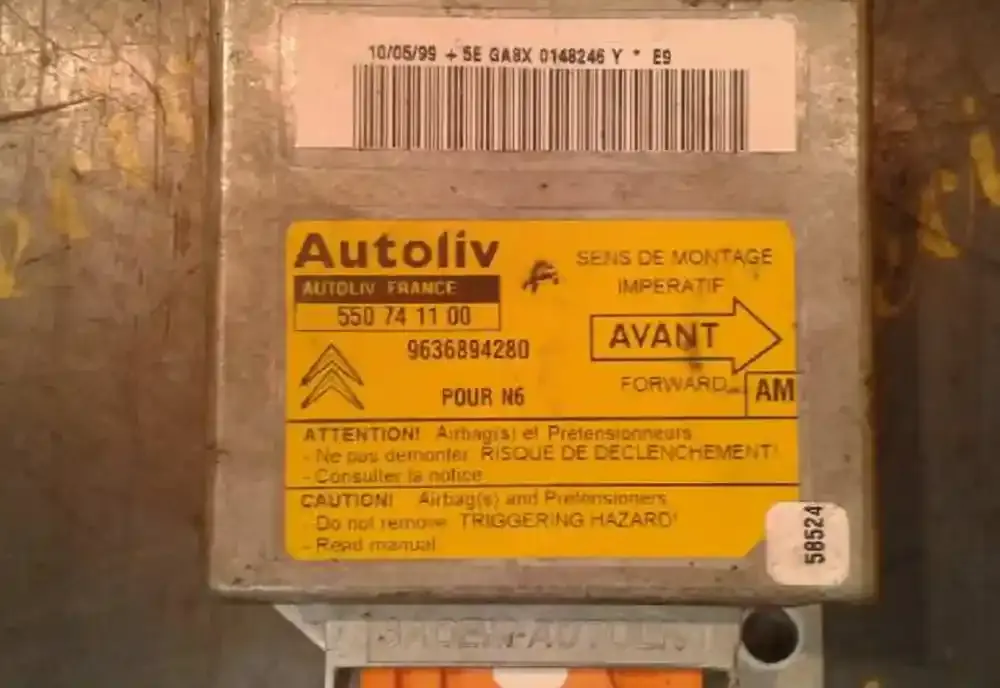 10/05/99 + 5E GA8X 0148246 Y * E9
Autoliv
AUTOLIV FRANCE
550 74 11 00
9636894280
POUR N6
SENS DE MONTAGE
IMPERATIF
AVANT
FORWARD
AM
ATTENTION! Airbag(s) et Pretensionneurs
- Ne pas demonter RISQUE DE DECLENCHEMENT!
- Consulter la notice
CAUTION! Airbag(s) and Pretensioners
- Do not remove TRIGGERING HAZARD!
- Read manual
58524